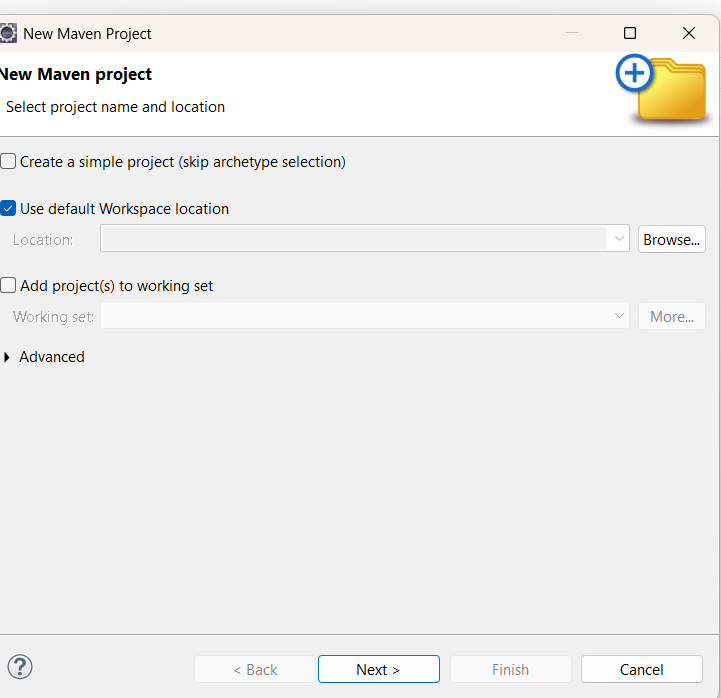 New Maven Project
New Maven project
Select project name and location
Create a simple project (skip archetype selection)
Use default Workspace location
Location:
Browse...
Add project(s) to working set
Working set:
More...
Advanced
?
< Back
Next >
Finish
Cancel